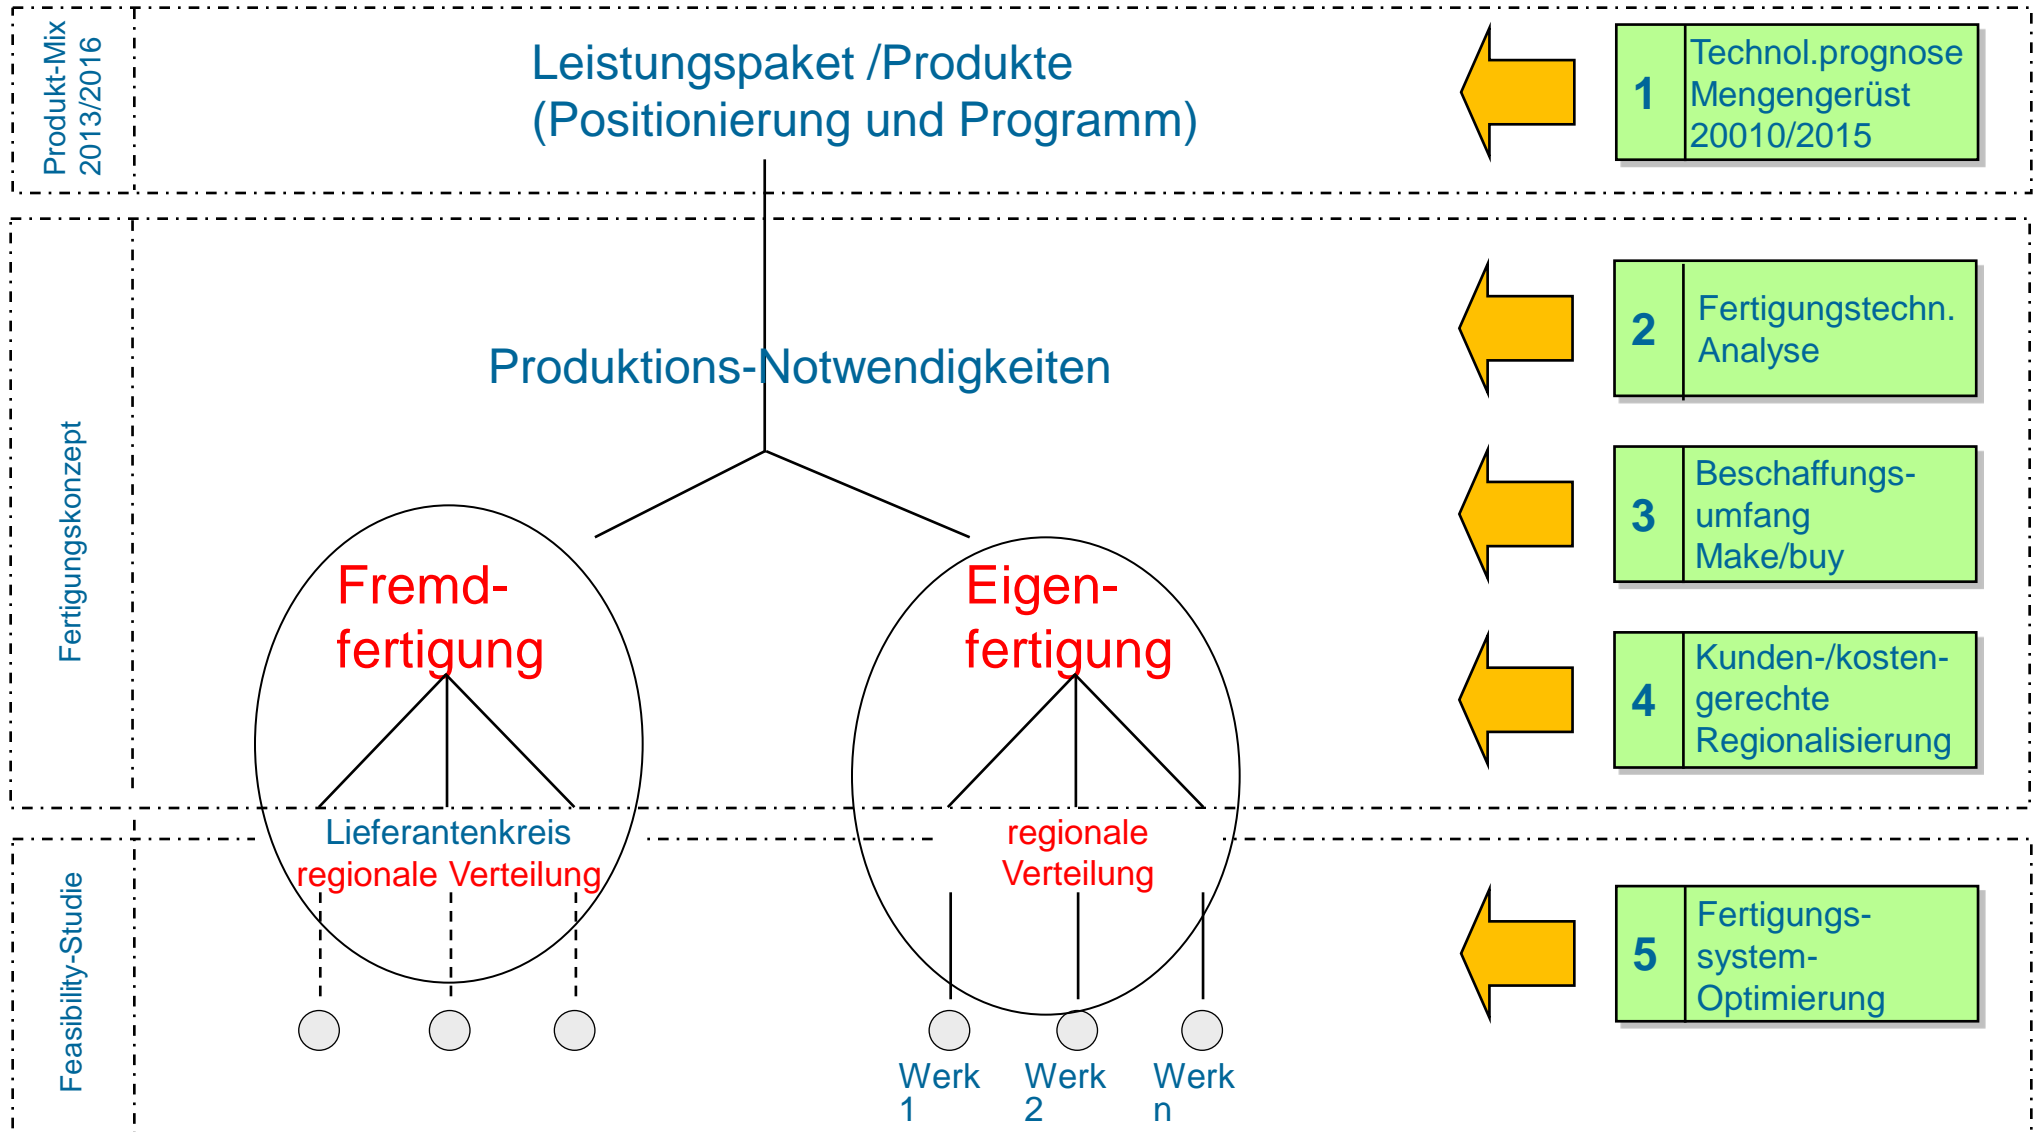 Produkt-Mix
2013/2016
Leistungspaket /Produkte
(Positionierung und Programm)
1
Technol.prognose
Mengengerüst
20010/2015
Fertigungskonzept
Produktions-Notwendigkeiten
2
Fertigungstechn.
Analyse
3
Beschaffungs-
umfang
Make/buy
Fremd-
fertigung
Eigen-
fertigung
4
Kunden-/kosten-
gerechte
Regionalisierung
Feasibility-Studie
Lieferantenkreis
regionale Verteilung
regionale
Verteilung
5
Fertigungs-
system-
Optimierung
Werk
1
Werk
2
Werk
n